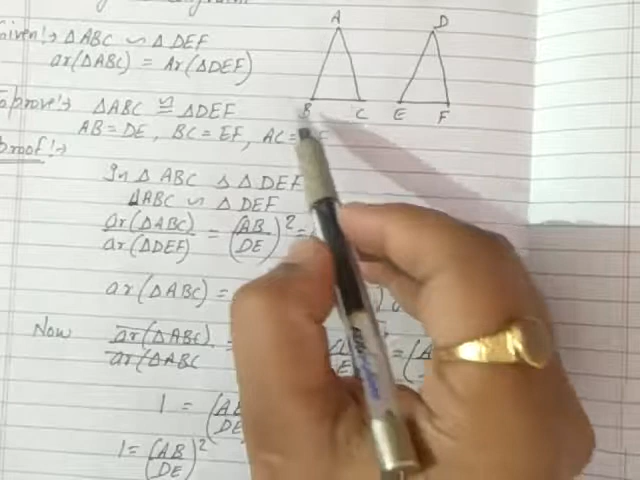 Given:→ ΔABC ∽ ΔDEF
ar(ΔABC) = Ar(ΔDEF)
A D
B C E F
To prove:→ ΔABC ≅ ΔDEF
AB = DE, BC = EF, AC =
proof:→
In ΔABC Δ ΔDEF
ΔABC ∽ ΔDEF
ar(ΔABC)/ar(ΔDEF) = (AB/DE)² =
ar(ΔABC) =
Now ar(ΔABC)/ar(ΔABC =
1 =
1 = (AB/DE)²